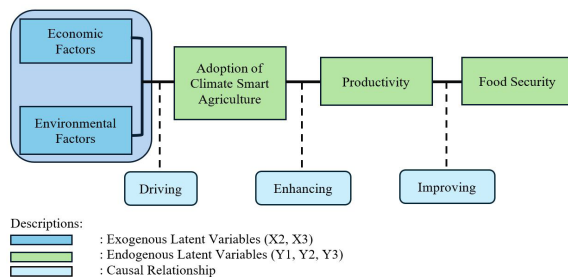 Economic
Factors
Environmental
Factors
Adoption of
Climate Smart
Agriculture
Productivity
Food Security
Driving
Enhancing
Improving
Descriptions:
: Exogenous Latent Variables (X2, X3)
: Endogenous Latent Variables (Y1, Y2, Y3)
: Causal Relationship